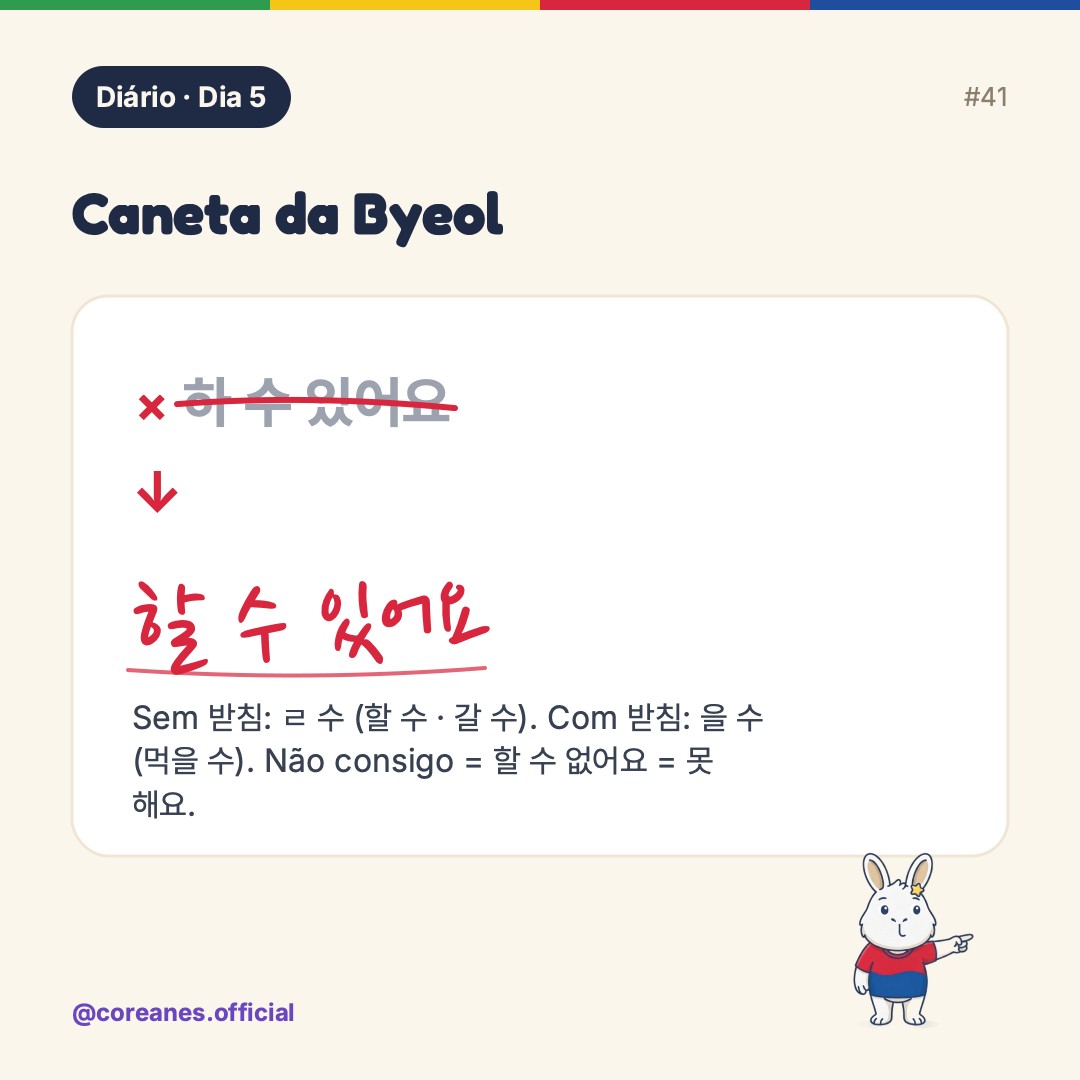 Diário · Dia 5
#41
Caneta da Byeol
× 하 수 있어요
↓
할 수 있어요
Sem 받침: ㄹ 수 (할 수 · 갈 수). Com 받침: 을 수
(먹을 수). Não consigo = 할 수 없어요 = 못
해요.
@coreanes.official